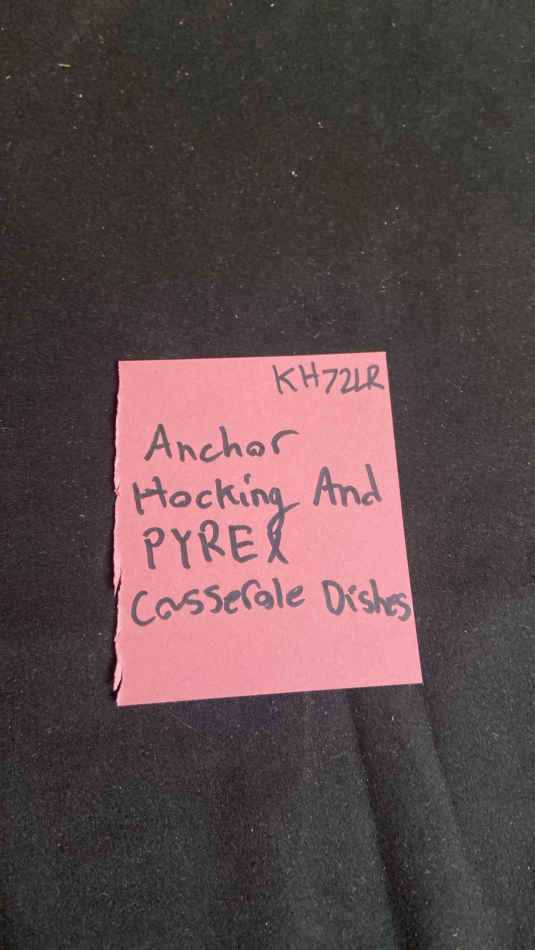 KH72LR
Anchor
Hocking And
PYREX
Casserole Dishes